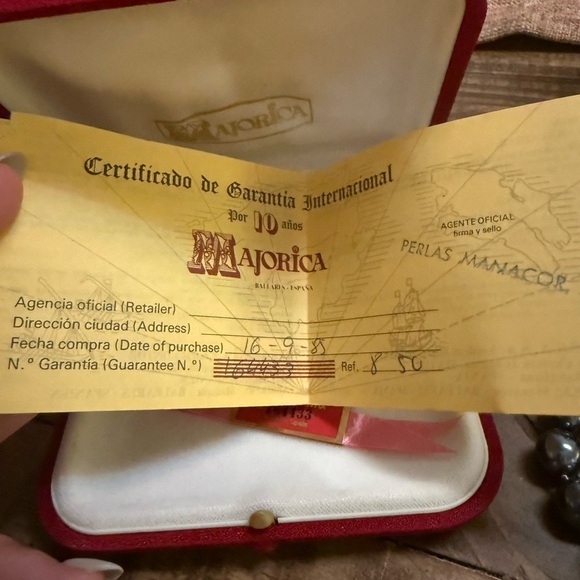 MAJORICA
Certificado de Garantía Internacional
Por 10 años
MAJORICA
BALEARES - ESPAÑA
AGENTE OFICIAL
firma y sello
PERLAS MANACOR,
Agencia oficial (Retailer)
Dirección ciudad (Address)
Fecha compra (Date of purchase) 16-9-85
N.º Garantía (Guarantee N.º) Ref. 8 50